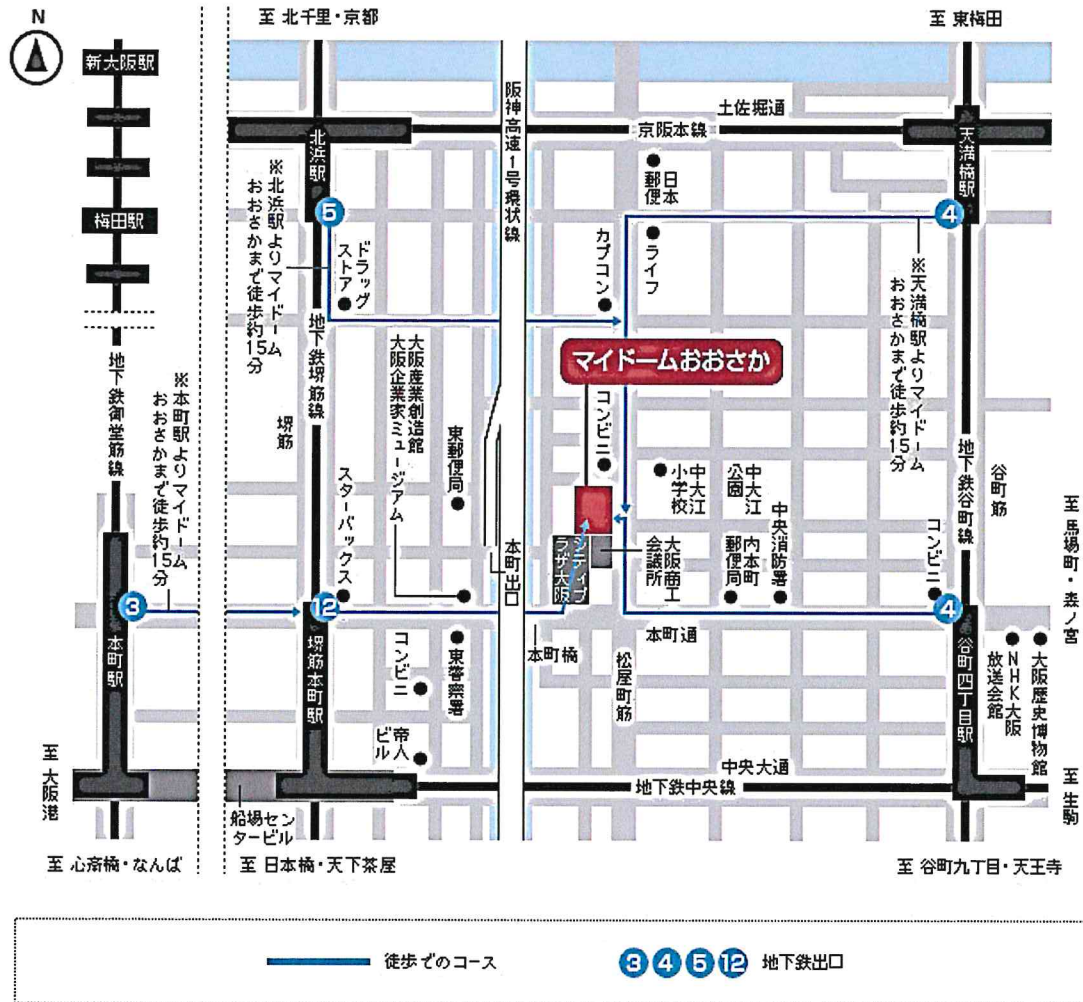 N
至 北千里・京都
至 東梅田
新大阪駅
梅田駅
地下鉄御堂筋線
※本町駅よりマイドーム
おおさかまで徒歩約15分
3
本町駅
至 大阪港
至 心斎橋・なんば
北浜駅
5
※北浜駅よりマイドーム
おおさかまで徒歩約15分
ドラッグ
ストア
地下鉄堺筋線
堺筋
スターバックス
大阪産業創造館
大阪企業家ミュージアム
東郵便局
12
堺筋本町駅
コンビニ
東警察署
帝人
ビル
船場セン
タービル
至 日本橋・天下茶屋
阪神高速1号環状線
本町出口
本町橋
土佐堀通
京阪本線
日本
郵便
カプコン
ライフ
マイドームおおさか
コンビニ
中大江
小学校
中大江
公園
シティプ
ラザ大阪
大阪商工
会議所
内本町
郵便局
中央消防署
本町通
松屋町筋
中央大通
地下鉄中央線
天満橋駅
4
※天満橋駅よりマイドーム
おおさかまで徒歩約15分
地下鉄谷町線
谷町筋
コンビニ
4
谷町四丁目駅
至 馬場町・森ノ宮
NHK大阪
放送会館
大阪歴史博物館
至 生駒
至 谷町九丁目・天王寺
徒歩でのコース
3 4 5 12 地下鉄出口